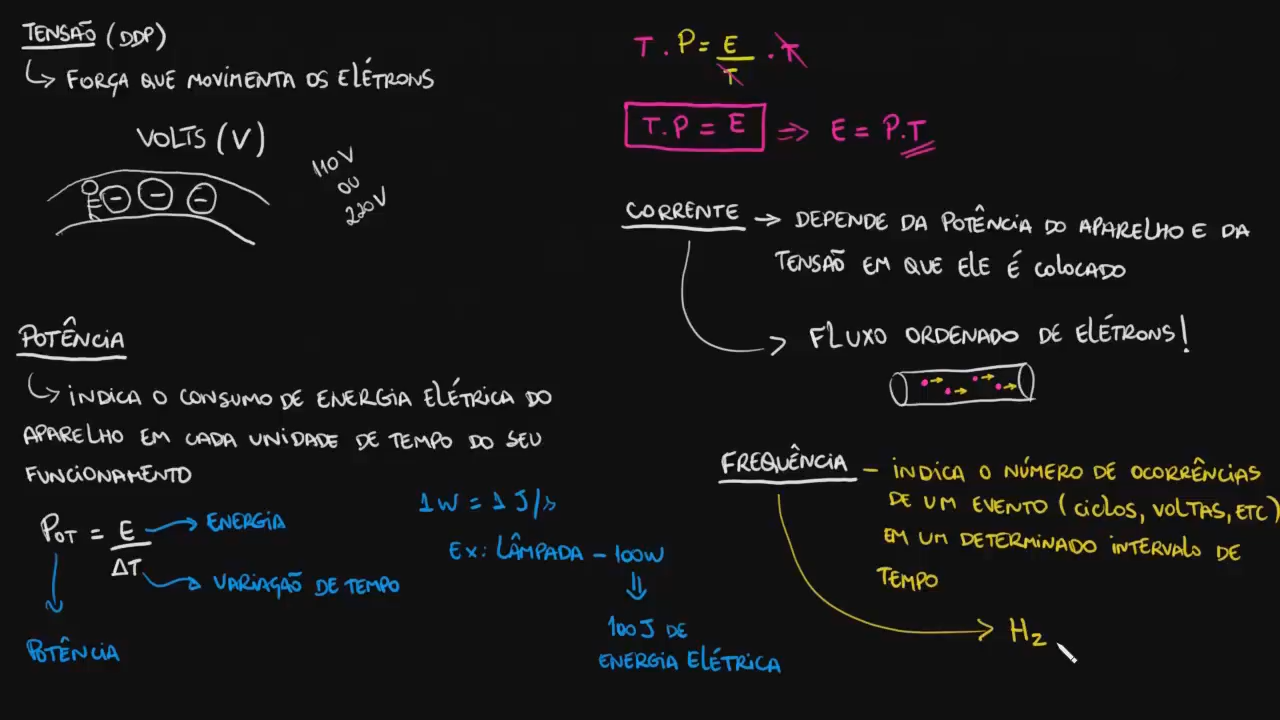 TENSÃO (DDP)
FORÇA QUE MOVIMENTA OS ELÉTRONS
VOLTS (V)
110V
OU
220V
- - -
POTÊNCIA
INDICA O CONSUMO DE ENERGIA ELÉTRICA DO
APARELHO EM CADA UNIDADE DE TEMPO DO SEU
FUNCIONAMENTO
POT = E / ΔT
ENERGIA
VARIAÇÃO DE TEMPO
POTÊNCIA
1W = 1 J/s
EX: LÂMPADA - 100W
100J DE
ENERGIA ELÉTRICA
T . P = E / T . T
T.P = E ⇒ E = P.T
CORRENTE → DEPENDE DA POTÊNCIA DO APARELHO E DA
TENSÃO EM QUE ELE É COLOCADO
FLUXO ORDENADO DE ELÉTRONS!
FREQUÊNCIA - INDICA O NÚMERO DE OCORRÊNCIAS
DE UM EVENTO (CICLOS, VOLTAS, ETC)
EM UM DETERMINADO INTERVALO DE
TEMPO
Hz